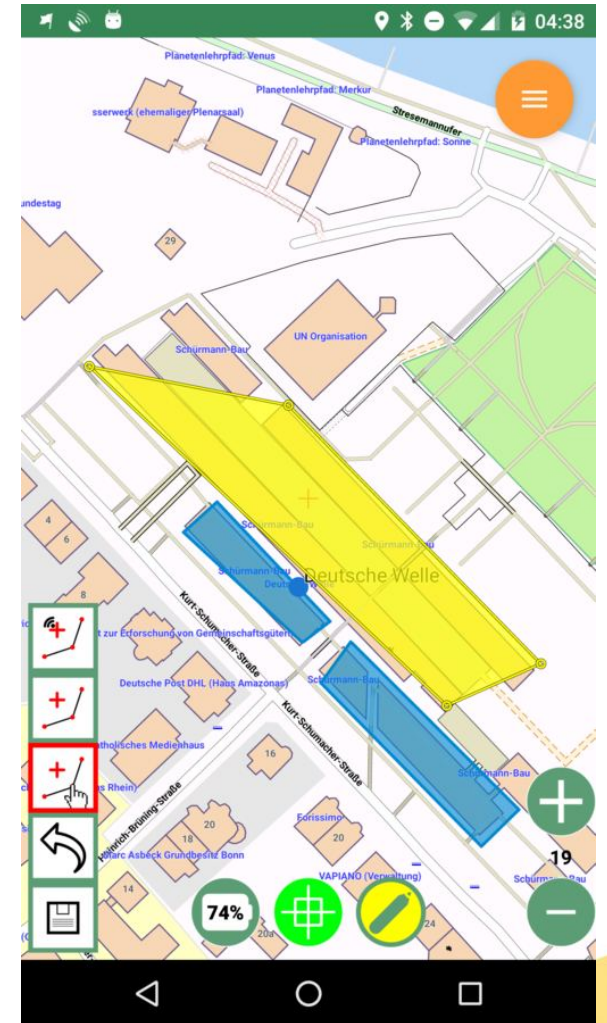 04:38
Planetenlehrpfad: Venus
Planetenlehrpfad: Merkur
sserwerk (ehemaliger Plenarsaal)
Stresemannufer
Planetenlehrpfad: Sonne
undestag
29
UN Organisation
Schürmann-Bau
4
6
Schürmann-Bau
Schürmann-Bau
Schürmann-Bau
Deutsche Welle
8
Kurt-Schumacher-Straße
t zur Erforschung von Gemeinschaftsgütern
Deutsche Post DHL (Haus Amazonas)
Schürmann-Bau
Kurt-Schumacher-Straße
atholisches Medienhaus
16
Schürmann-Bau
s Rhein)
Heinrich-Brüning-Straße
20
Forissimo
18
20
19
Marc Asbeck Grundbesitz Bonn
VAPIANO (Verwaltung)
14
74%
24
20a